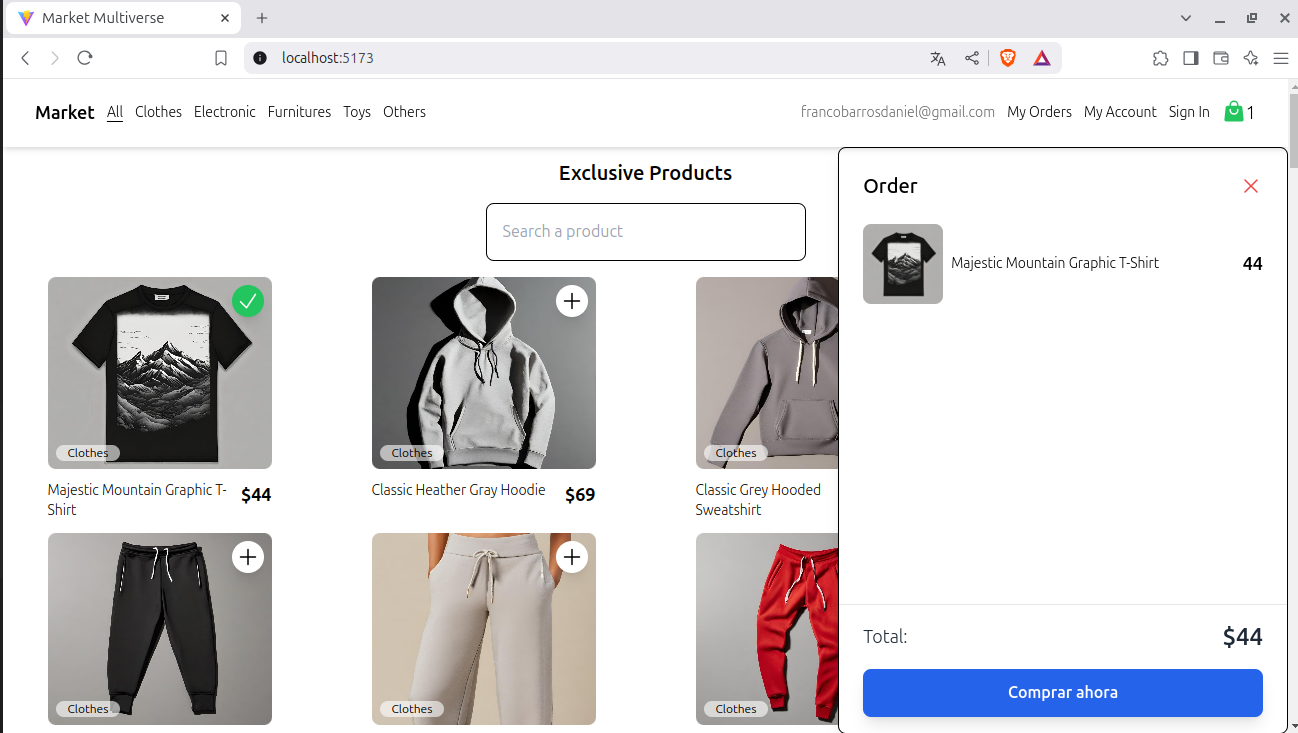 Market Multiverse
localhost:5173
Market All Clothes Electronic Furnitures Toys Others
francobarrosdaniel@gmail.com My Orders My Account Sign In 1
Exclusive Products
Search a product
Clothes
Majestic Mountain Graphic T-
Shirt
$44
Clothes
Classic Heather Gray Hoodie
$69
Clothes
Classic Grey Hooded
Sweatshirt
Clothes
Clothes
Clothes
Order
Majestic Mountain Graphic T-Shirt
44
Total:
$44
Comprar ahora